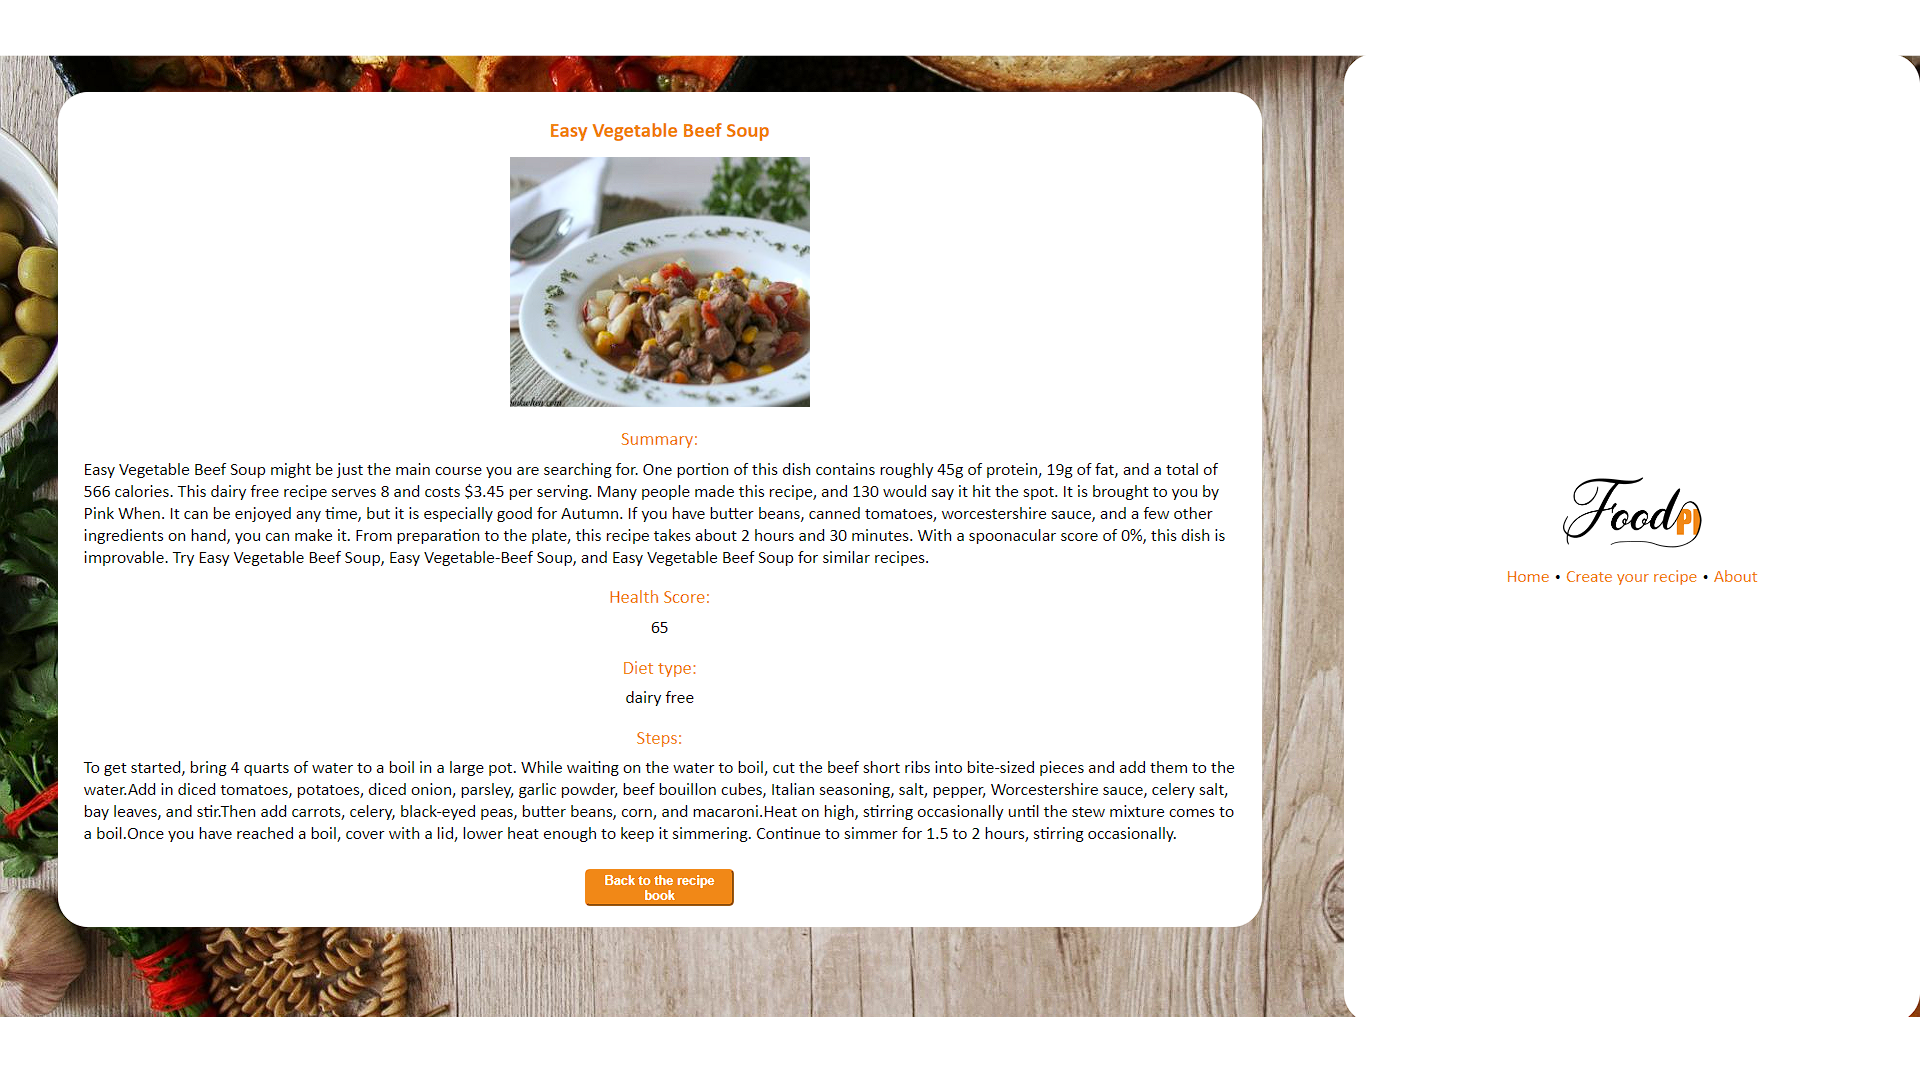 Easy Vegetable Beef Soup
Summary:
Easy Vegetable Beef Soup might be just the main course you are searching for. One portion of this dish contains roughly 45g of protein, 19g of fat, and a total of
566 calories. This dairy free recipe serves 8 and costs $3.45 per serving. Many people made this recipe, and 130 would say it hit the spot. It is brought to you by
Pink When. It can be enjoyed any time, but it is especially good for Autumn. If you have butter beans, canned tomatoes, worcestershire sauce, and a few other
ingredients on hand, you can make it. From preparation to the plate, this recipe takes about 2 hours and 30 minutes. With a spoonacular score of 0%, this dish is
improvable. Try Easy Vegetable Beef Soup, Easy Vegetable-Beef Soup, and Easy Vegetable Beef Soup for similar recipes.
Health Score:
65
Diet type:
dairy free
Steps:
To get started, bring 4 quarts of water to a boil in a large pot. While waiting on the water to boil, cut the beef short ribs into bite-sized pieces and add them to the
water.Add in diced tomatoes, potatoes, diced onion, parsley, garlic powder, beef bouillon cubes, Italian seasoning, salt, pepper, Worcestershire sauce, celery salt,
bay leaves, and stir.Then add carrots, celery, black-eyed peas, butter beans, corn, and macaroni.Heat on high, stirring occasionally until the stew mixture comes to
a boil.Once you have reached a boil, cover with a lid, lower heat enough to keep it simmering. Continue to simmer for 1.5 to 2 hours, stirring occasionally.
Back to the recipe
book
Food PI
Home • Create your recipe • About